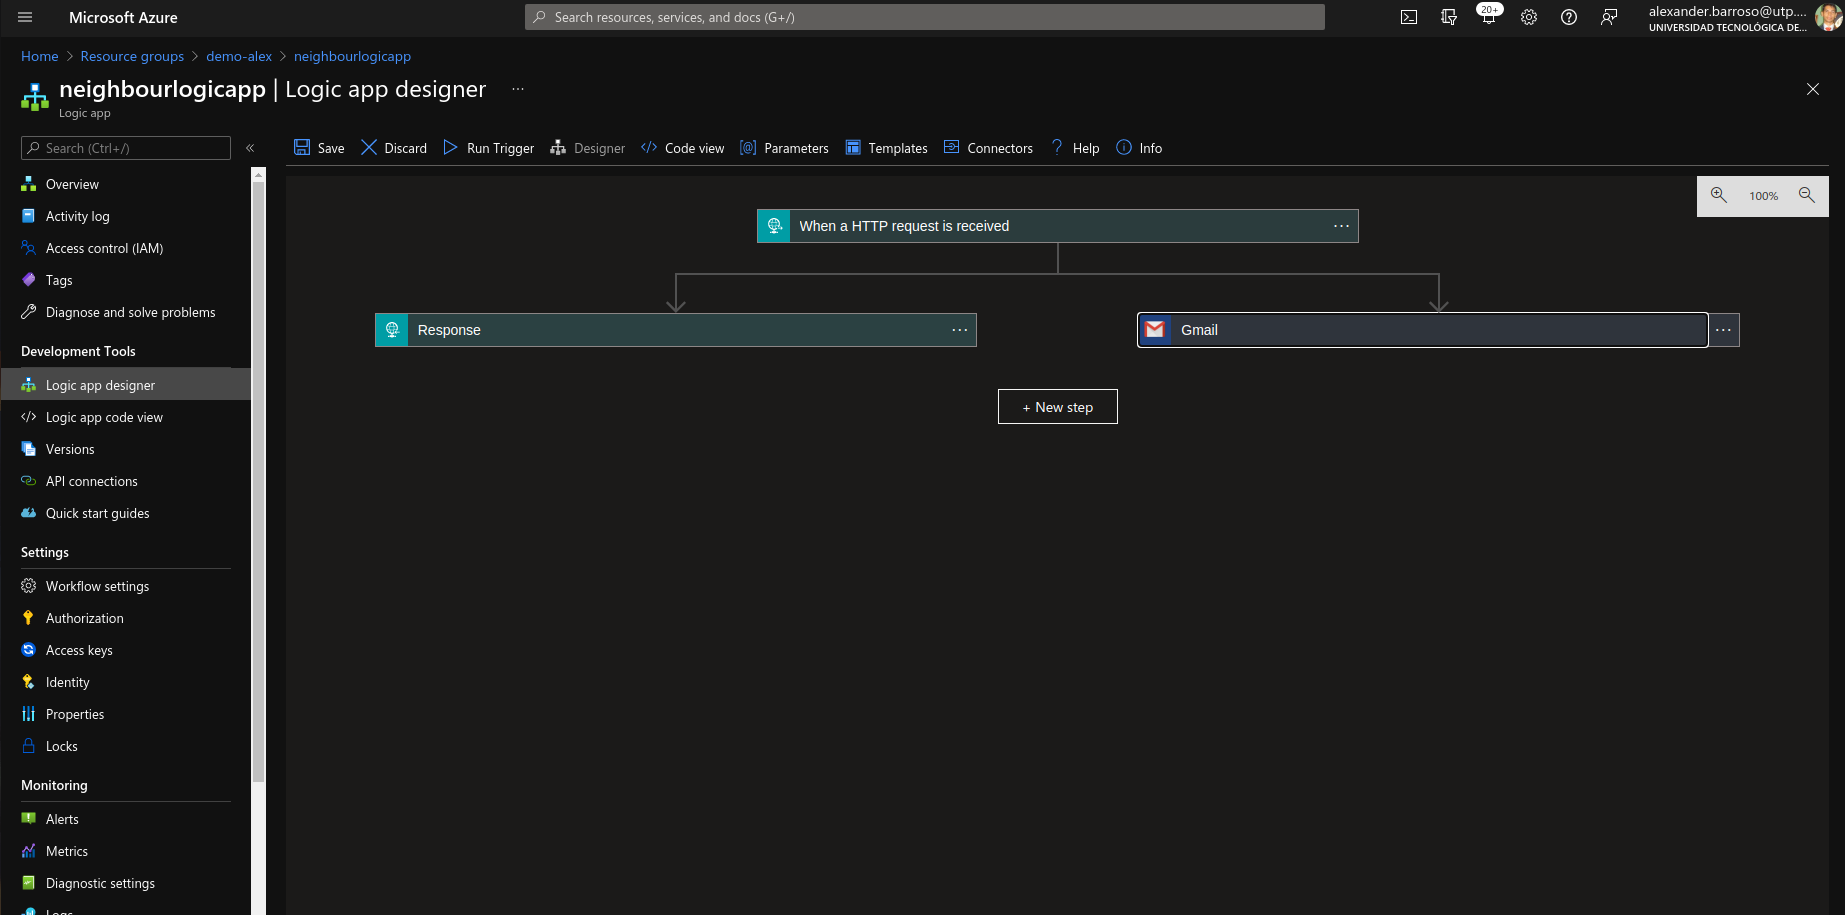 Microsoft Azure
Search resources, services, and docs (G+/)
20+
alexander.barroso@utp....
UNIVERSIDAD TECNOLÓGICA DE...
Home > Resource groups > demo-alex > neighbourlogicapp
neighbourlogicapp | Logic app designer ...
Logic app
Search (Ctrl+/)
«
Save
Discard
Run Trigger
Designer
Code view
Parameters
Templates
Connectors
Help
Info
Overview
Activity log
Access control (IAM)
Tags
Diagnose and solve problems
Development Tools
Logic app designer
Logic app code view
Versions
API connections
Quick start guides
Settings
Workflow settings
Authorization
Access keys
Identity
Properties
Locks
Monitoring
Alerts
Metrics
Diagnostic settings
Logs
100%
When a HTTP request is received ...
Response ...
Gmail ...
+ New step